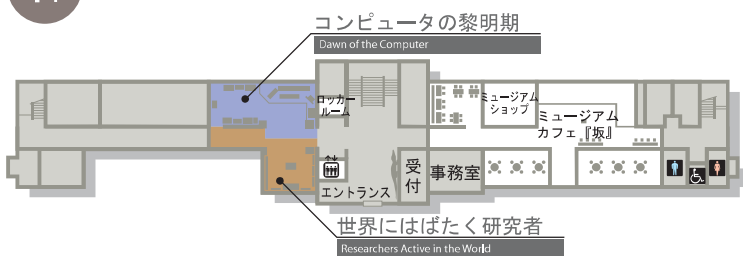 コンピュータの黎明期
Dawn of the Computer
ロッカー
ルーム
ミュージアム
ショップ
ミュージアム
カフェ『坂』
エントランス
受付
事務室
世界にはばたく研究者
Researchers Active in the World